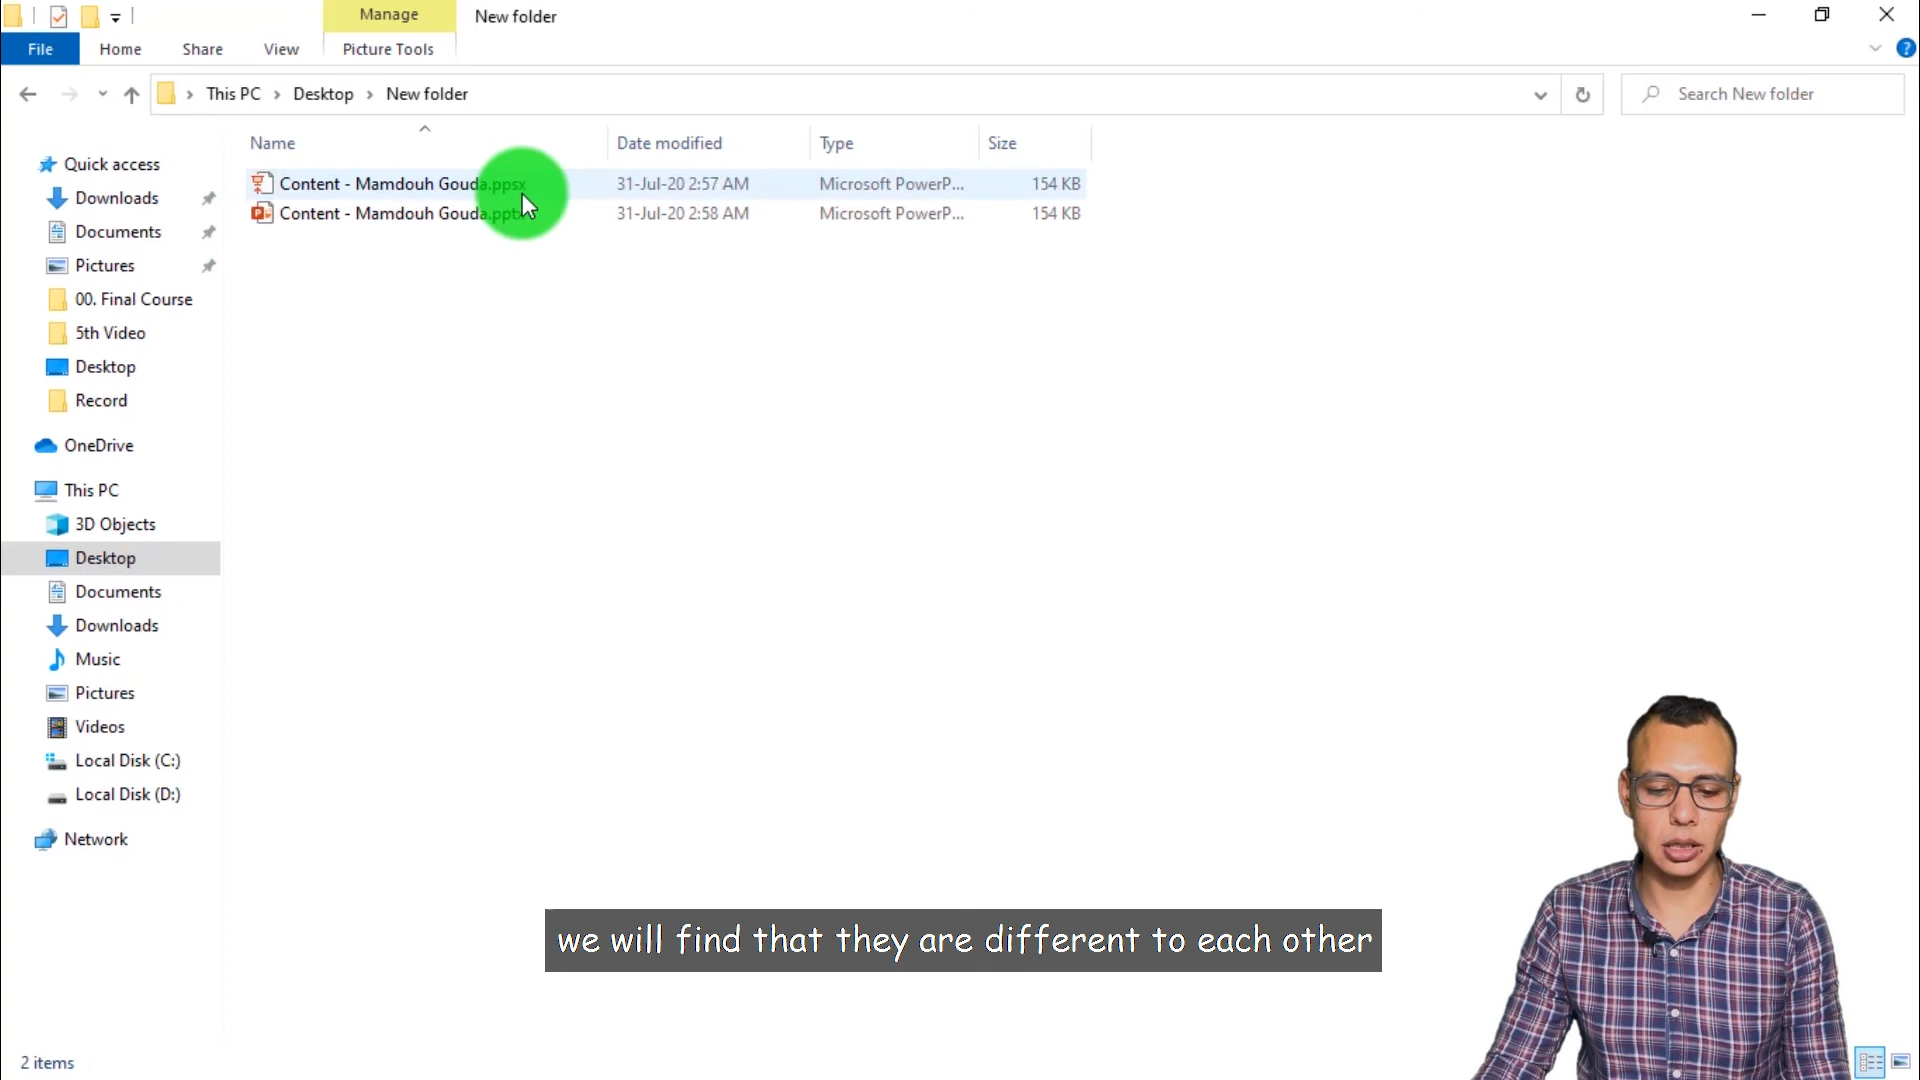 Manage
New folder
File
Home
Share
View
Picture Tools
This PC
Desktop
New folder
Search New folder
Name
Date modified
Type
Size
Content - Mamdouh Gouda.ppsx
31-Jul-20 2:57 AM
Microsoft PowerP...
154 KB
Content - Mamdouh Gouda.pptx
31-Jul-20 2:58 AM
Microsoft PowerP...
154 KB
Quick access
Downloads
Documents
Pictures
00. Final Course
5th Video
Desktop
Record
OneDrive
This PC
3D Objects
Desktop
Documents
Downloads
Music
Pictures
Videos
Local Disk (C:)
Local Disk (D:)
Network
we will find that they are different to each other
2 items